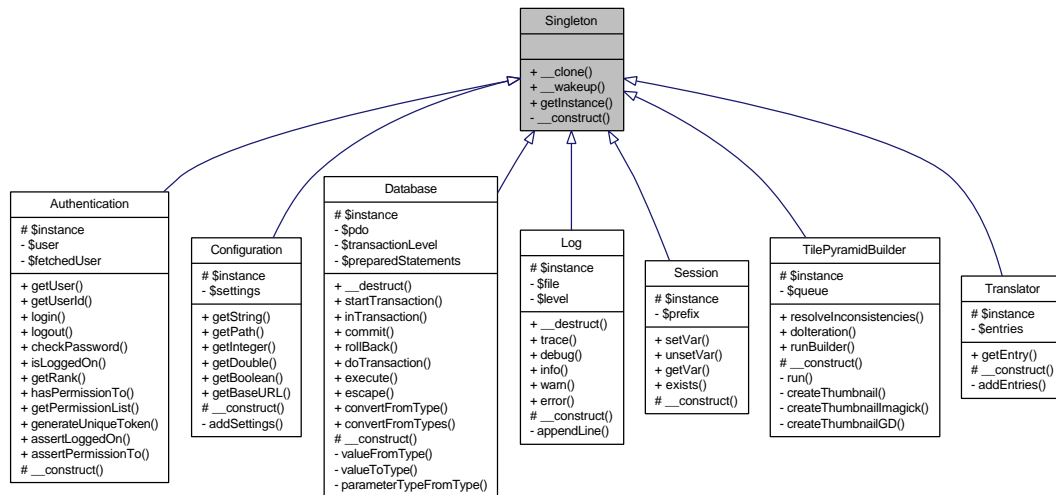 Singleton
+ __clone()
+ __wakeup()
+ getInstance()
- __construct()
Authentication
# $instance
- $user
- $fetchedUser
+ getUser()
+ getUserId()
+ login()
+ logout()
+ checkPassword()
+ isLoggedOn()
+ getRank()
+ hasPermissionTo()
+ getPermissionList()
+ generateUniqueToken()
+ assertLoggedOn()
+ assertPermissionTo()
# __construct()
Configuration
# $instance
- $settings
+ getString()
+ getPath()
+ getInteger()
+ getDouble()
+ getBoolean()
+ getBaseURL()
# __construct()
- addSettings()
Database
# $instance
- $pdo
- $transactionLevel
- $preparedStatements
+ __destruct()
+ startTransaction()
+ inTransaction()
+ commit()
+ rollBack()
+ doTransaction()
+ execute()
+ escape()
+ convertFromType()
+ convertFromTypes()
# __construct()
- valueFromType()
- valueToType()
- parameterTypeFromType()
Log
# $instance
- $file
- $level
+ __destruct()
+ trace()
+ debug()
+ info()
+ warn()
+ error()
# __construct()
- appendLine()
Session
# $instance
- $prefix
+ setVar()
+ unsetVar()
+ getVar()
+ exists()
# __construct()
TilePyramidBuilder
# $instance
- $queue
+ resolveInconsistencies()
+ doIteration()
+ runBuilder()
# __construct()
- run()
- createThumbnail()
- createThumbnailImagick()
- createThumbnailGD()
Translator
# $instance
- $entries
+ getEntry()
# __construct()
- addEntries()